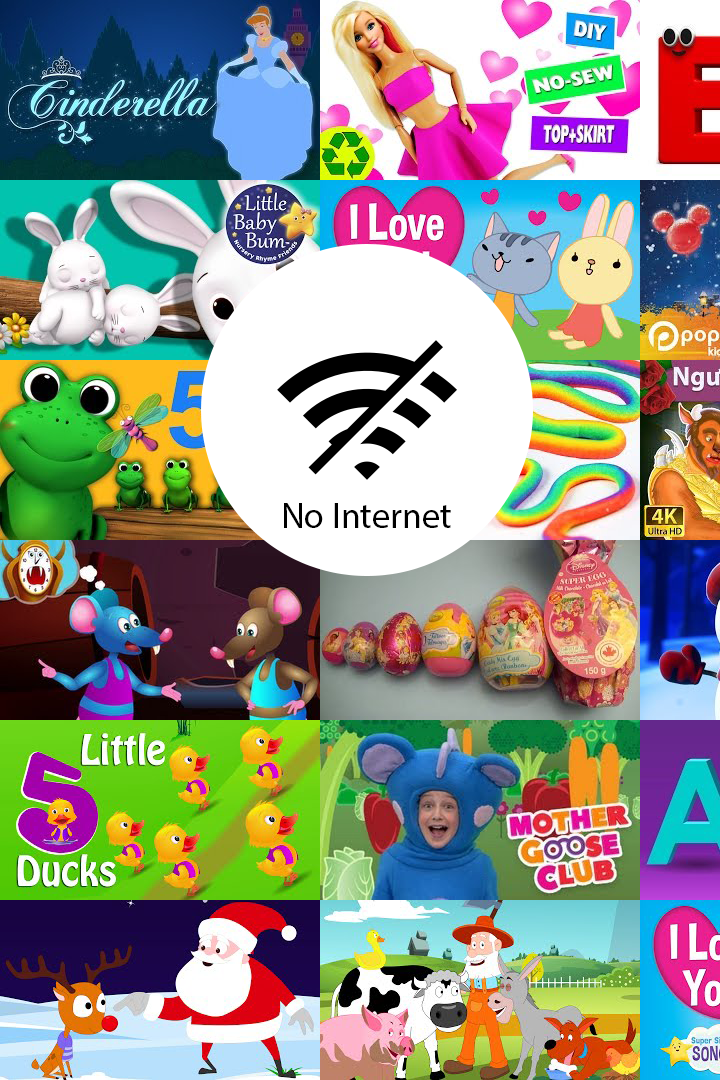 Cinderella
DIY
NO-SEW
TOP+SKIRT
E
Little
Baby
Bum
Nursery Rhyme Friends
I Love
pop
kid
5
Ngu
4K
Ultra HD
No Internet
Disney
SUPER EGG
150 g
5
Little
Ducks
MOTHER
GOOSE
CLUB
A
I Lo
Yo
Super Si
SONG